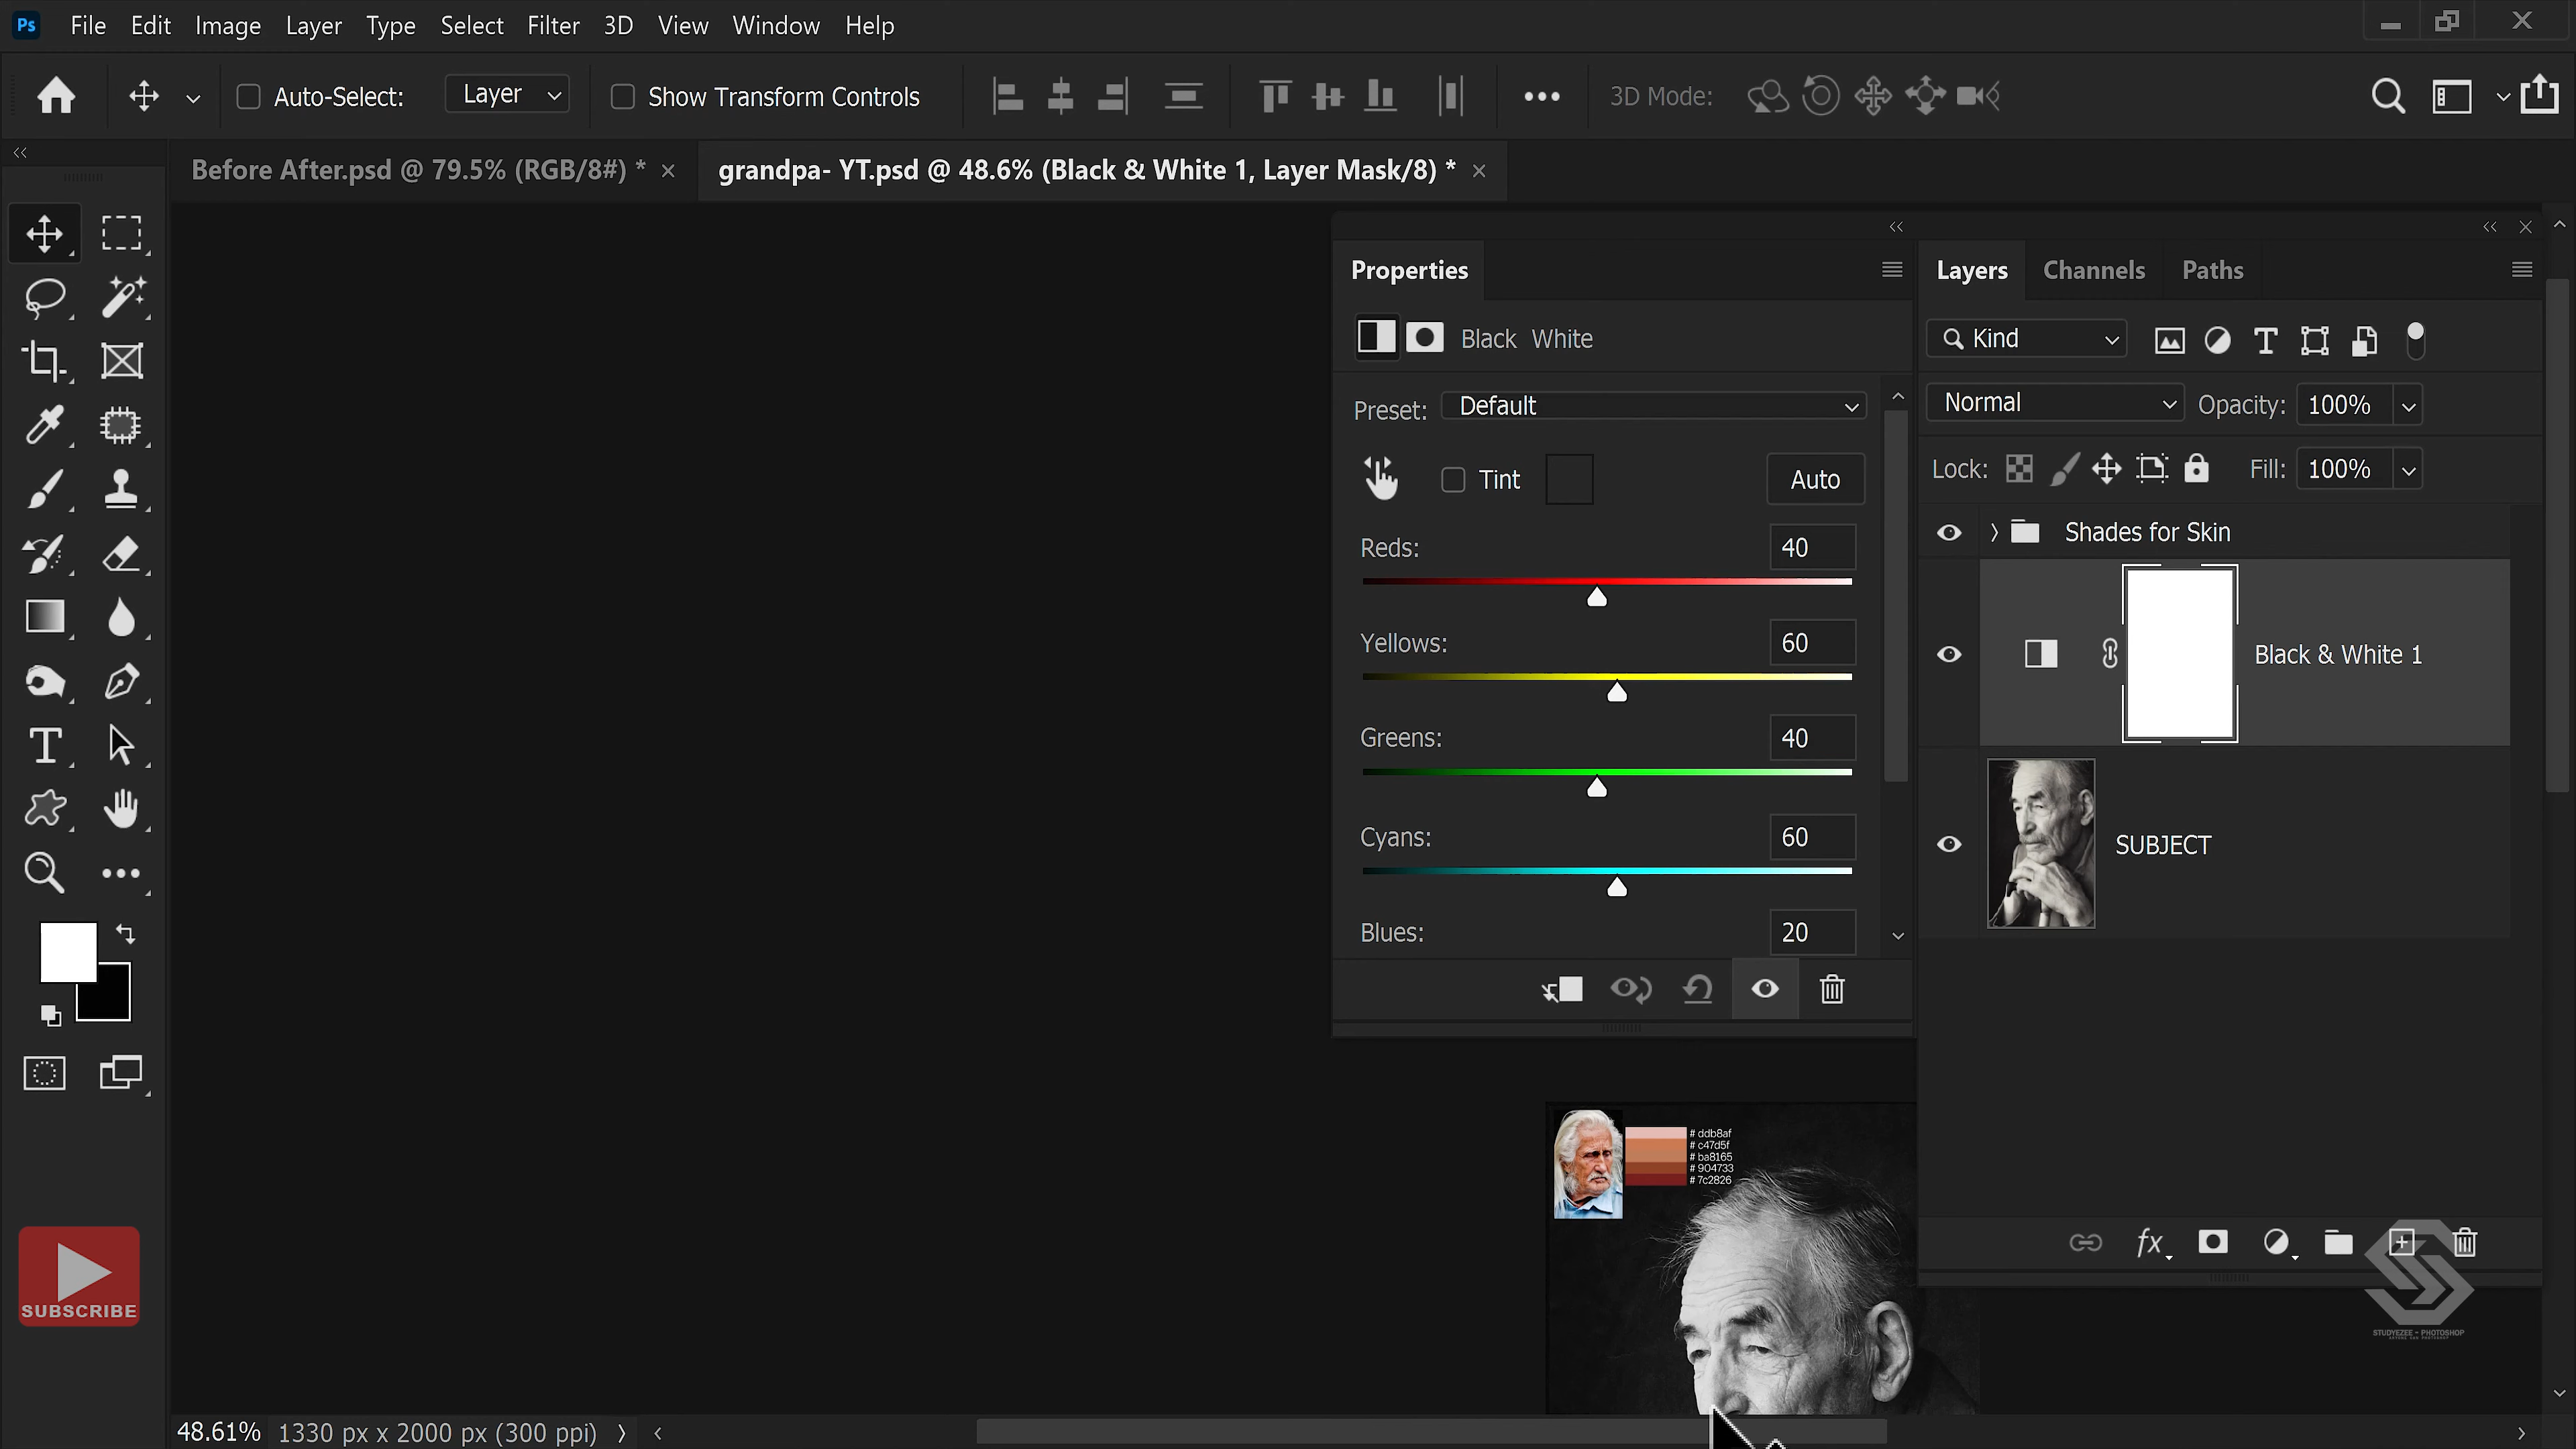 Ps File Edit Image Layer Type Select Filter 3D View Window Help
Auto-Select: Layer Show Transform Controls 3D Mode:
Before After.psd @ 79.5% (RGB/8#) * grandpa- YT.psd @ 48.6% (Black & White 1, Layer Mask/8) *
Properties
Black White
Preset: Default
Tint Auto
Reds: 40
Yellows: 60
Greens: 40
Cyans: 60
Blues: 20
Layers Channels Paths
Kind
Normal Opacity: 100%
Lock: Fill: 100%
Shades for Skin
Black & White 1
SUBJECT
# ddb8af
# c47d5f
# ba8165
# 904733
# 7c2826
SUBSCRIBE
STUDYEZEE - PHOTOSHOP
48.61% 1330 px x 2000 px (300 ppi)